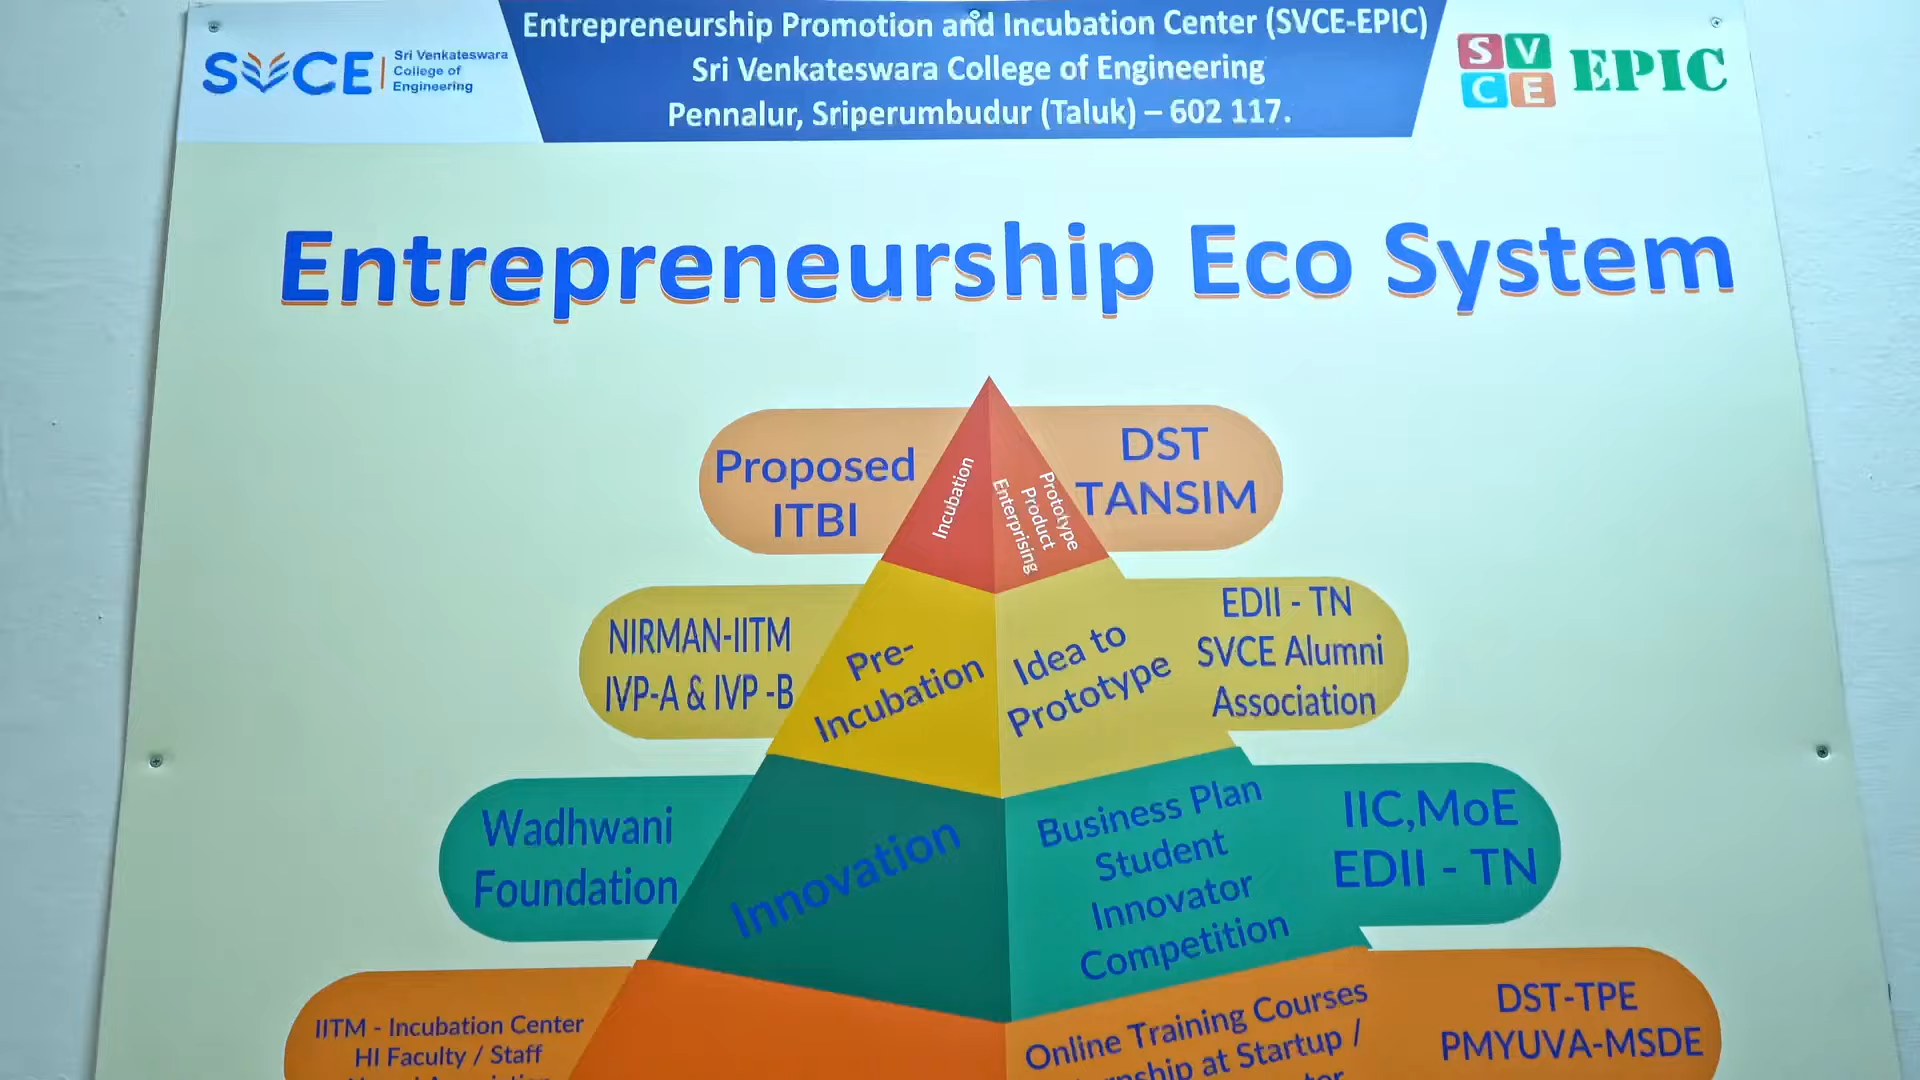 SVCE
Sri Venkateswara
College of
Engineering
Entrepreneurship Promotion and Incubation Center (SVCE-EPIC)
Sri Venkateswara College of Engineering
Pennalur, Sriperumbudur (Taluk) – 602 117.
SV
CE
EPIC
Entrepreneurship Eco System
Proposed
ITBI
Incubation
Prototype
Product
Enterprising
DST
TANSIM
NIRMAN-IITM
IVP-A & IVP -B
Pre-
Incubation
Idea to
Prototype
EDII - TN
SVCE Alumni
Association
Wadhwani
Foundation
Innovation
Business Plan
Student
Innovator
Competition
IIC,MoE
EDII - TN
IITM - Incubation Center
HI Faculty / Staff
Online Training Courses
at Startup /
DST-TPE
PMYUVA-MSDE